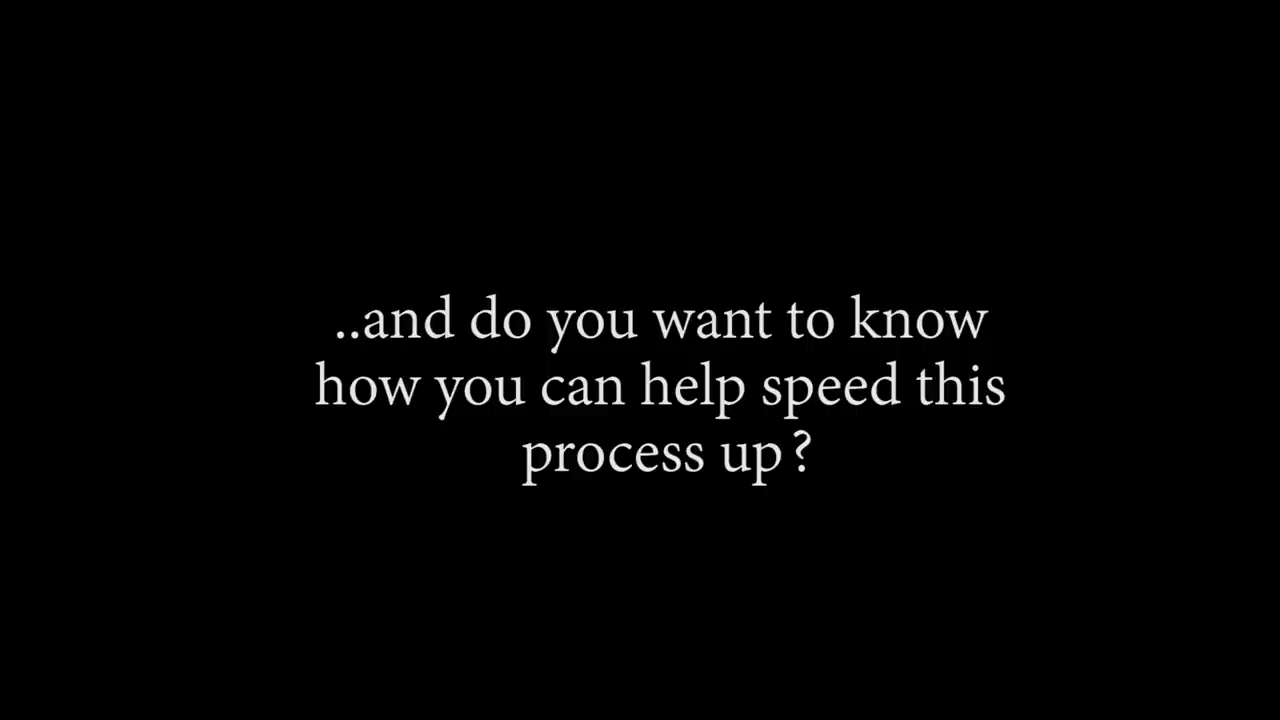 ..and do you want to know
how you can help speed this
process up?